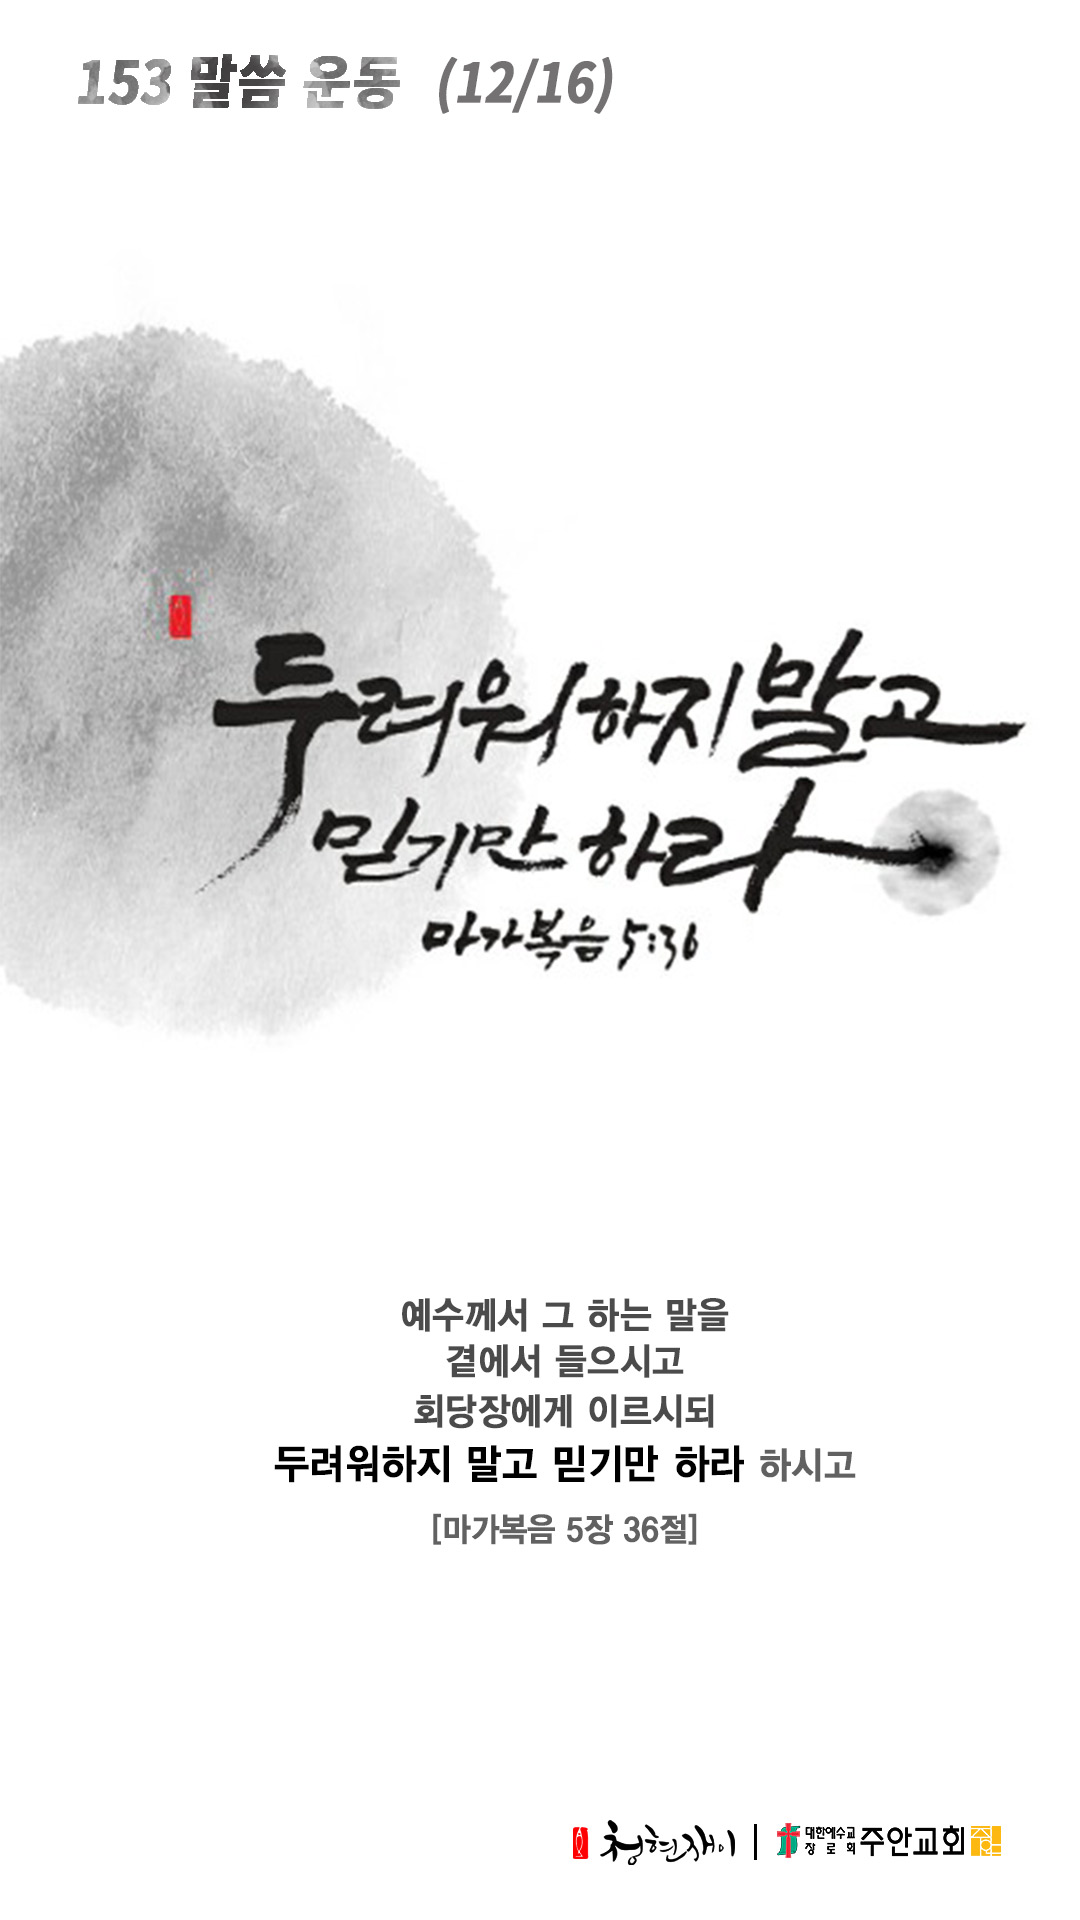 153 말씀 운동 (12/16)
두려워하지 말고
믿기만 하라
마가복음 5:36
예수께서 그 하는 말을
곁에서 들으시고
회당장에게 이르시되
두려워하지 말고 믿기만 하라 하시고
[마가복음 5장 36절]
청현재이 | 대한예수교 장로회 주안교회